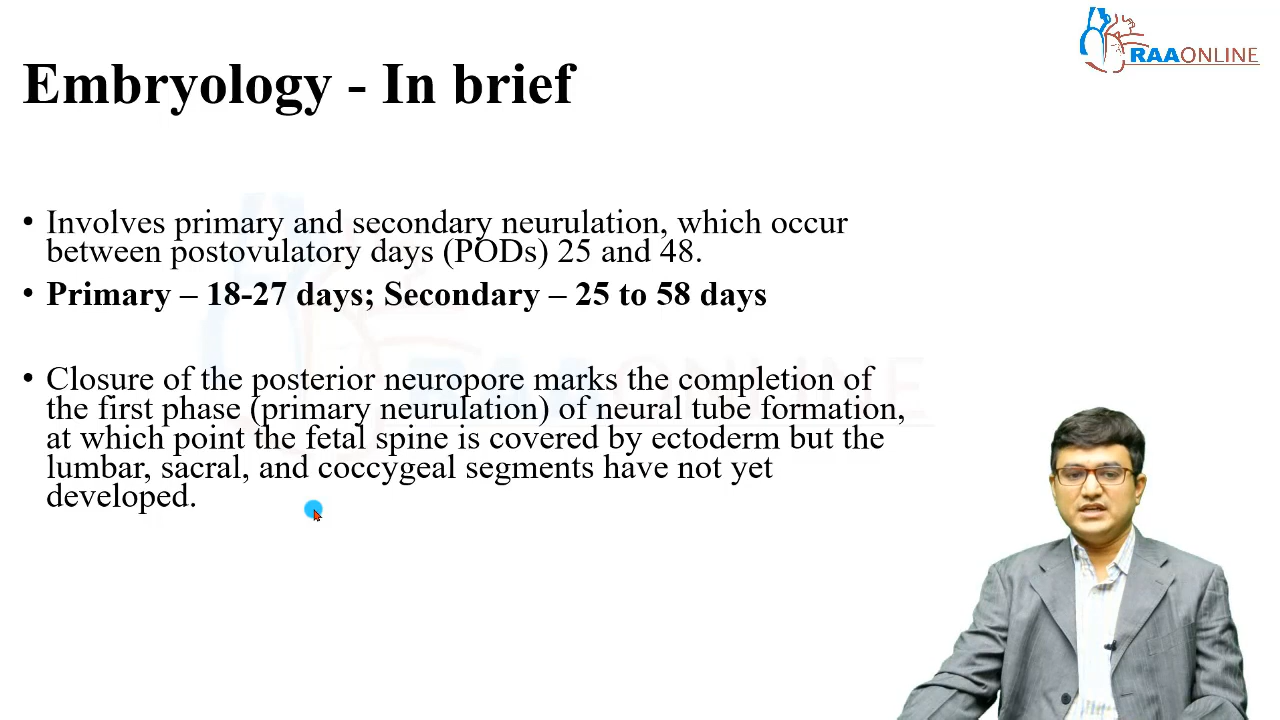 RAAONLINE
Embryology - In brief
• Involves primary and secondary neurulation, which occur
between postovulatory days (PODs) 25 and 48.
• Primary – 18-27 days; Secondary – 25 to 58 days
• Closure of the posterior neuropore marks the completion of
the first phase (primary neurulation) of neural tube formation,
at which point the fetal spine is covered by ectoderm but the
lumbar, sacral, and coccygeal segments have not yet
developed.
RAAONLINE